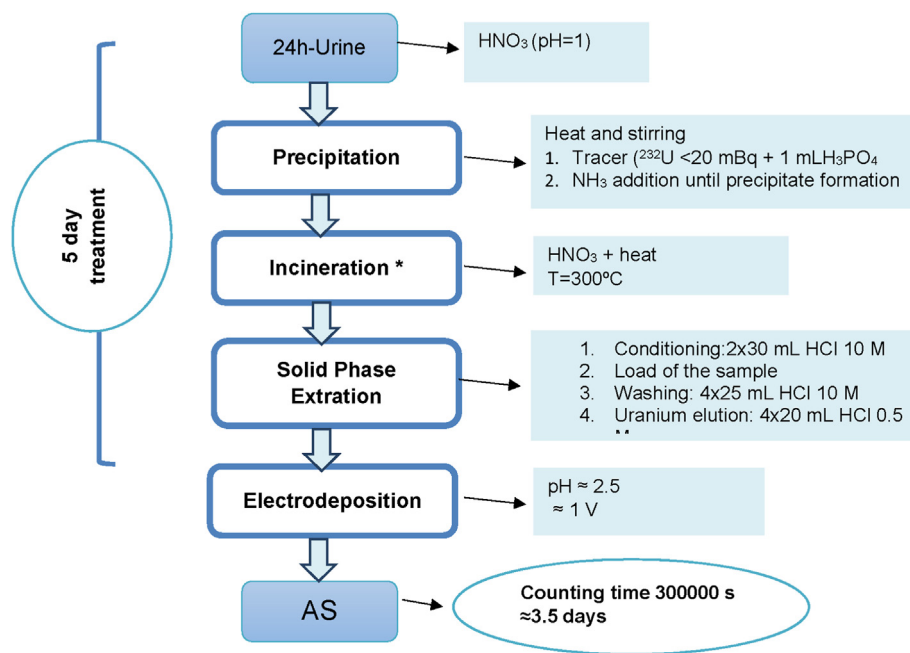 24h-Urine
HNO₃ (pH=1)
Precipitation
Heat and stirring
1. Tracer (²³²U <20 mBq + 1 mLH₃PO₄
2. NH₃ addition until precipitate formation
5 day
treatment
Incineration *
HNO₃ + heat
T=300ºC
Solid Phase
Extration
1. Conditioning:2x30 mL HCl 10 M
2. Load of the sample
3. Washing: 4x25 mL HCl 10 M
4. Uranium elution: 4x20 mL HCl 0.5
Electrodeposition
pH ≈ 2.5
≈ 1 V
AS
Counting time 300000 s
≈3.5 days